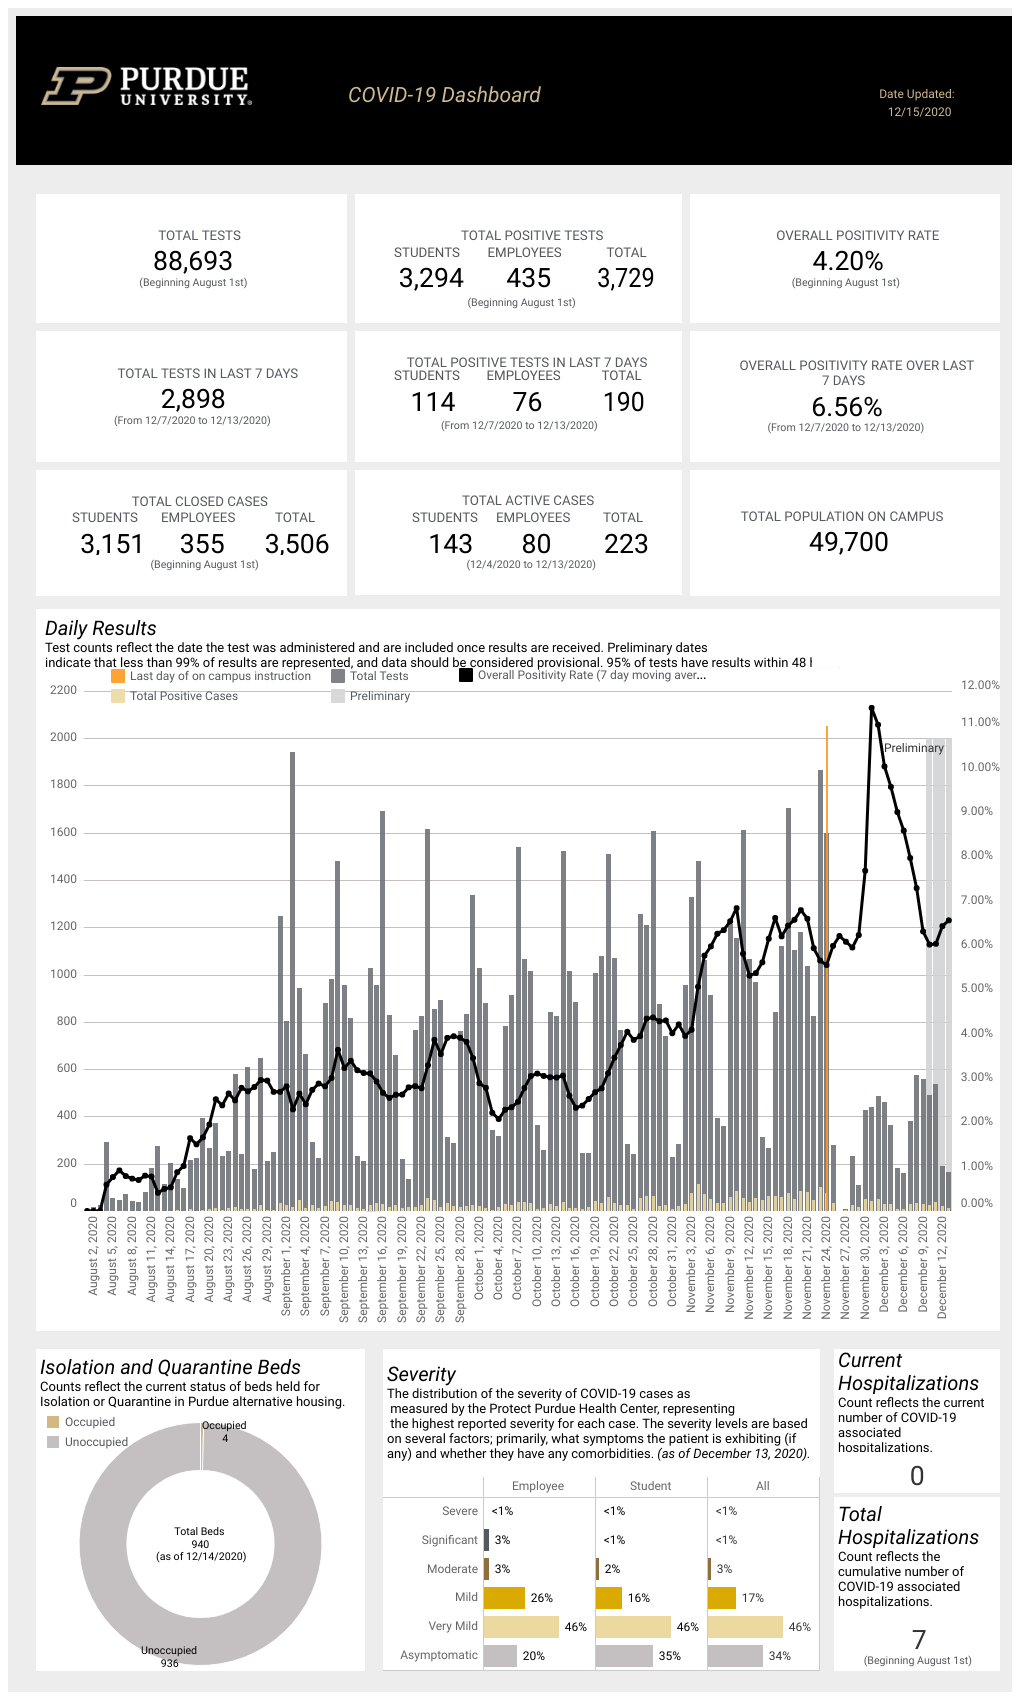 PURDUE
UNIVERSITY®
COVID-19 Dashboard
Date Updated:
12/15/2020
TOTAL TESTS
88,693
(Beginning August 1st)
TOTAL POSITIVE TESTS
STUDENTS EMPLOYEES TOTAL
3,294 435 3,729
(Beginning August 1st)
OVERALL POSITIVITY RATE
4.20%
(Beginning August 1st)
TOTAL TESTS IN LAST 7 DAYS
2,898
(From 12/7/2020 to 12/13/2020)
TOTAL POSITIVE TESTS IN LAST 7 DAYS
STUDENTS EMPLOYEES TOTAL
114 76 190
(From 12/7/2020 to 12/13/2020)
OVERALL POSITIVITY RATE OVER LAST
7 DAYS
6.56%
(From 12/7/2020 to 12/13/2020)
TOTAL CLOSED CASES
STUDENTS EMPLOYEES TOTAL
3,151 355 3,506
(Beginning August 1st)
TOTAL ACTIVE CASES
STUDENTS EMPLOYEES TOTAL
143 80 223
(12/4/2020 to 12/13/2020)
TOTAL POPULATION ON CAMPUS
49,700
Daily Results
Test counts reflect the date the test was administered and are included once results are received. Preliminary dates
indicate that less than 99% of results are represented, and data should be considered provisional. 95% of tests have results within 48
Last day of on campus instruction Total Tests Overall Positivity Rate (7 day moving aver...
Total Positive Cases Preliminary
2200
2000
1800
1600
1400
1200
1000
800
600
400
200
0
12.00%
11.00%
10.00%
9.00%
8.00%
7.00%
6.00%
5.00%
4.00%
3.00%
2.00%
1.00%
0.00%
Preliminary
August 2, 2020
August 5, 2020
August 8, 2020
August 11, 2020
August 14, 2020
August 17, 2020
August 20, 2020
August 23, 2020
August 26, 2020
August 29, 2020
September 1, 2020
September 4, 2020
September 7, 2020
September 10, 2020
September 13, 2020
September 16, 2020
September 19, 2020
September 22, 2020
September 25, 2020
September 28, 2020
October 1, 2020
October 4, 2020
October 7, 2020
October 10, 2020
October 13, 2020
October 16, 2020
October 19, 2020
October 22, 2020
October 25, 2020
October 28, 2020
October 31, 2020
November 3, 2020
November 6, 2020
November 9, 2020
November 12, 2020
November 15, 2020
November 18, 2020
November 21, 2020
November 24, 2020
November 27, 2020
November 30, 2020
December 3, 2020
December 6, 2020
December 9, 2020
December 12, 2020
Isolation and Quarantine Beds
Counts reflect the current status of beds held for
Isolation or Quarantine in Purdue alternative housing.
Occupied
Unoccupied
Occupied
4
Total Beds
940
(as of 12/14/2020)
Unoccupied
936
Severity
The distribution of the severity of COVID-19 cases as
measured by the Protect Purdue Health Center, representing
the highest reported severity for each case. The severity levels are based
on several factors; primarily, what symptoms the patient is exhibiting (if
any) and whether they have any comorbidities. (as of December 13, 2020).
Employee Student All
Severe <1% <1% <1%
Significant 3% <1% <1%
Moderate 3% 2% 3%
Mild 26% 16% 17%
Very Mild 46% 46% 46%
Asymptomatic 20% 35% 34%
Current
Hospitalizations
Count reflects the current
number of COVID-19
associated
hospitalizations.
0
Total
Hospitalizations
Count reflects the
cumulative number of
COVID-19 associated
hospitalizations.
7
(Beginning August 1st)